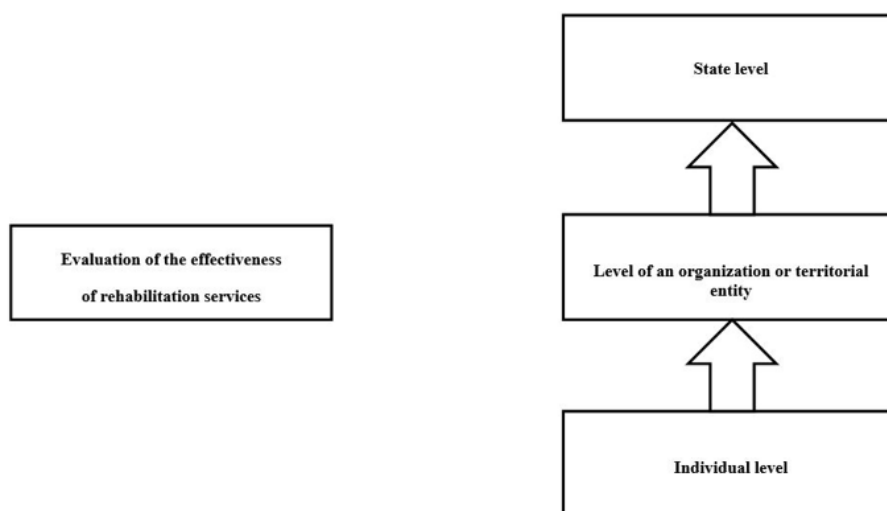 State level
Evaluation of the effectiveness
of rehabilitation services
Level of an organization or territorial
entity
Individual level